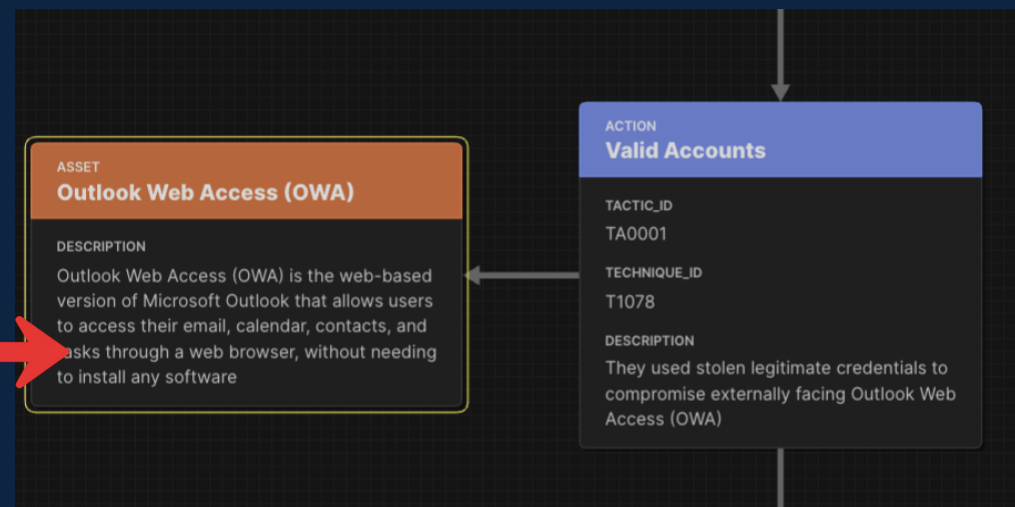 ASSET
Outlook Web Access (OWA)
DESCRIPTION
Outlook Web Access (OWA) is the web-based
version of Microsoft Outlook that allows users
to access their email, calendar, contacts, and
tasks through a web browser, without needing
to install any software
ACTION
Valid Accounts
TACTIC_ID
TA0001
TECHNIQUE_ID
T1078
DESCRIPTION
They used stolen legitimate credentials to
compromise externally facing Outlook Web
Access (OWA)